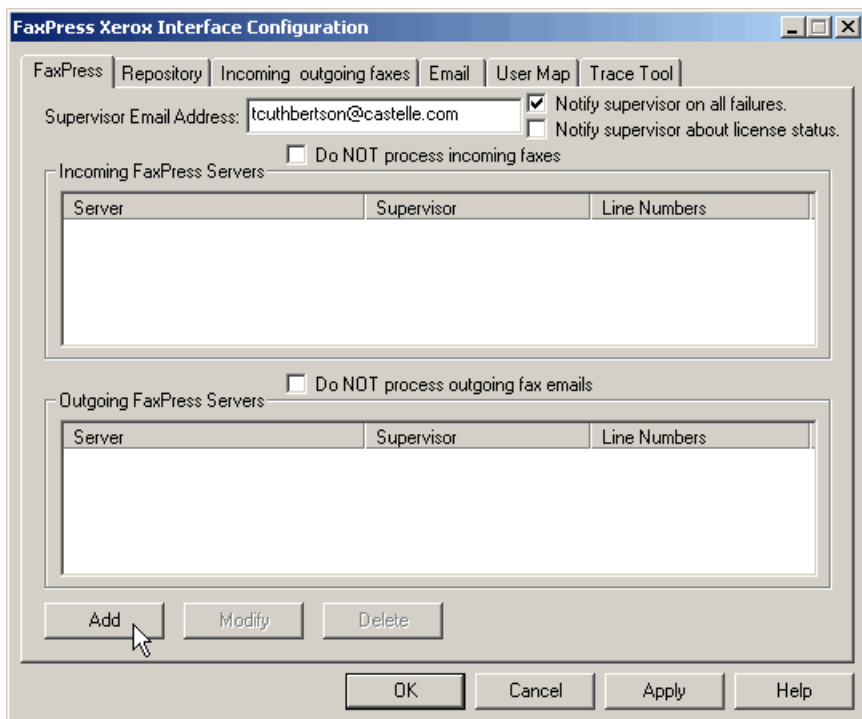 FaxPress Xerox Interface Configuration
FaxPress Repository Incoming outgoing faxes Email User Map Trace Tool
Supervisor Email Address: tcuthbertson@castelle.com Notify supervisor on all failures.
Notify supervisor about license status.
Do NOT process incoming faxes
Incoming FaxPress Servers
Server Supervisor Line Numbers
Do NOT process outgoing fax emails
Outgoing FaxPress Servers
Server Supervisor Line Numbers
Add Modify Delete
OK Cancel Apply Help